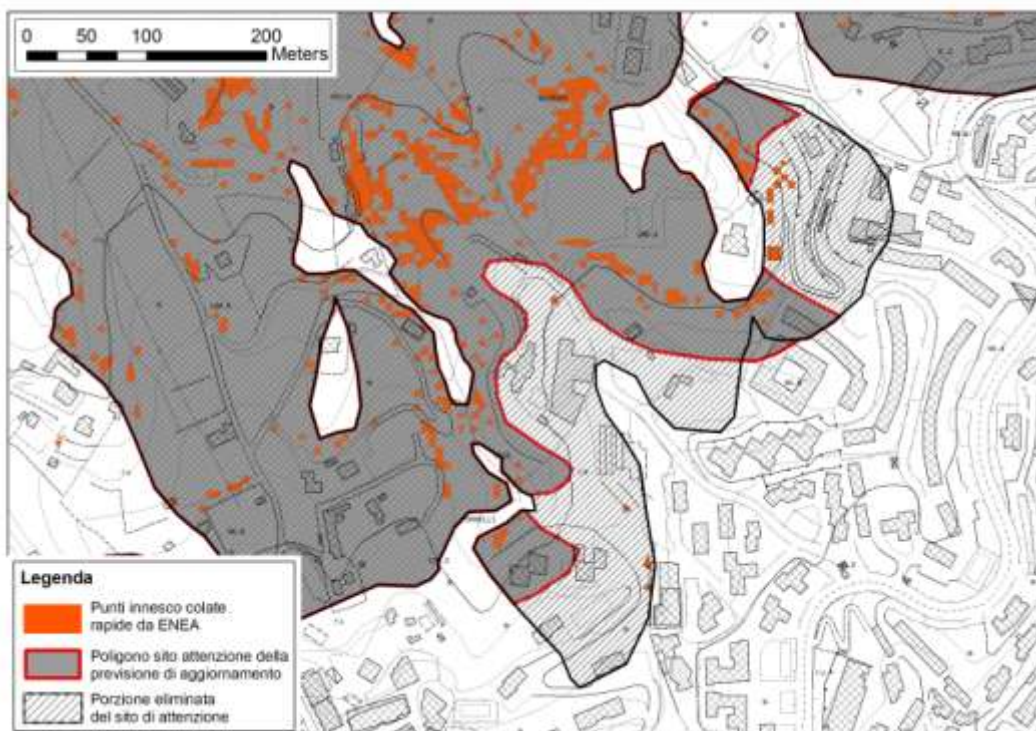 0 50 100 200
Meters
Legenda
Punti innesco colate
rapide da ENEA
Poligono sito attenzione della
previsione di aggiornamento
Porzione eliminata
del sito di attenzione